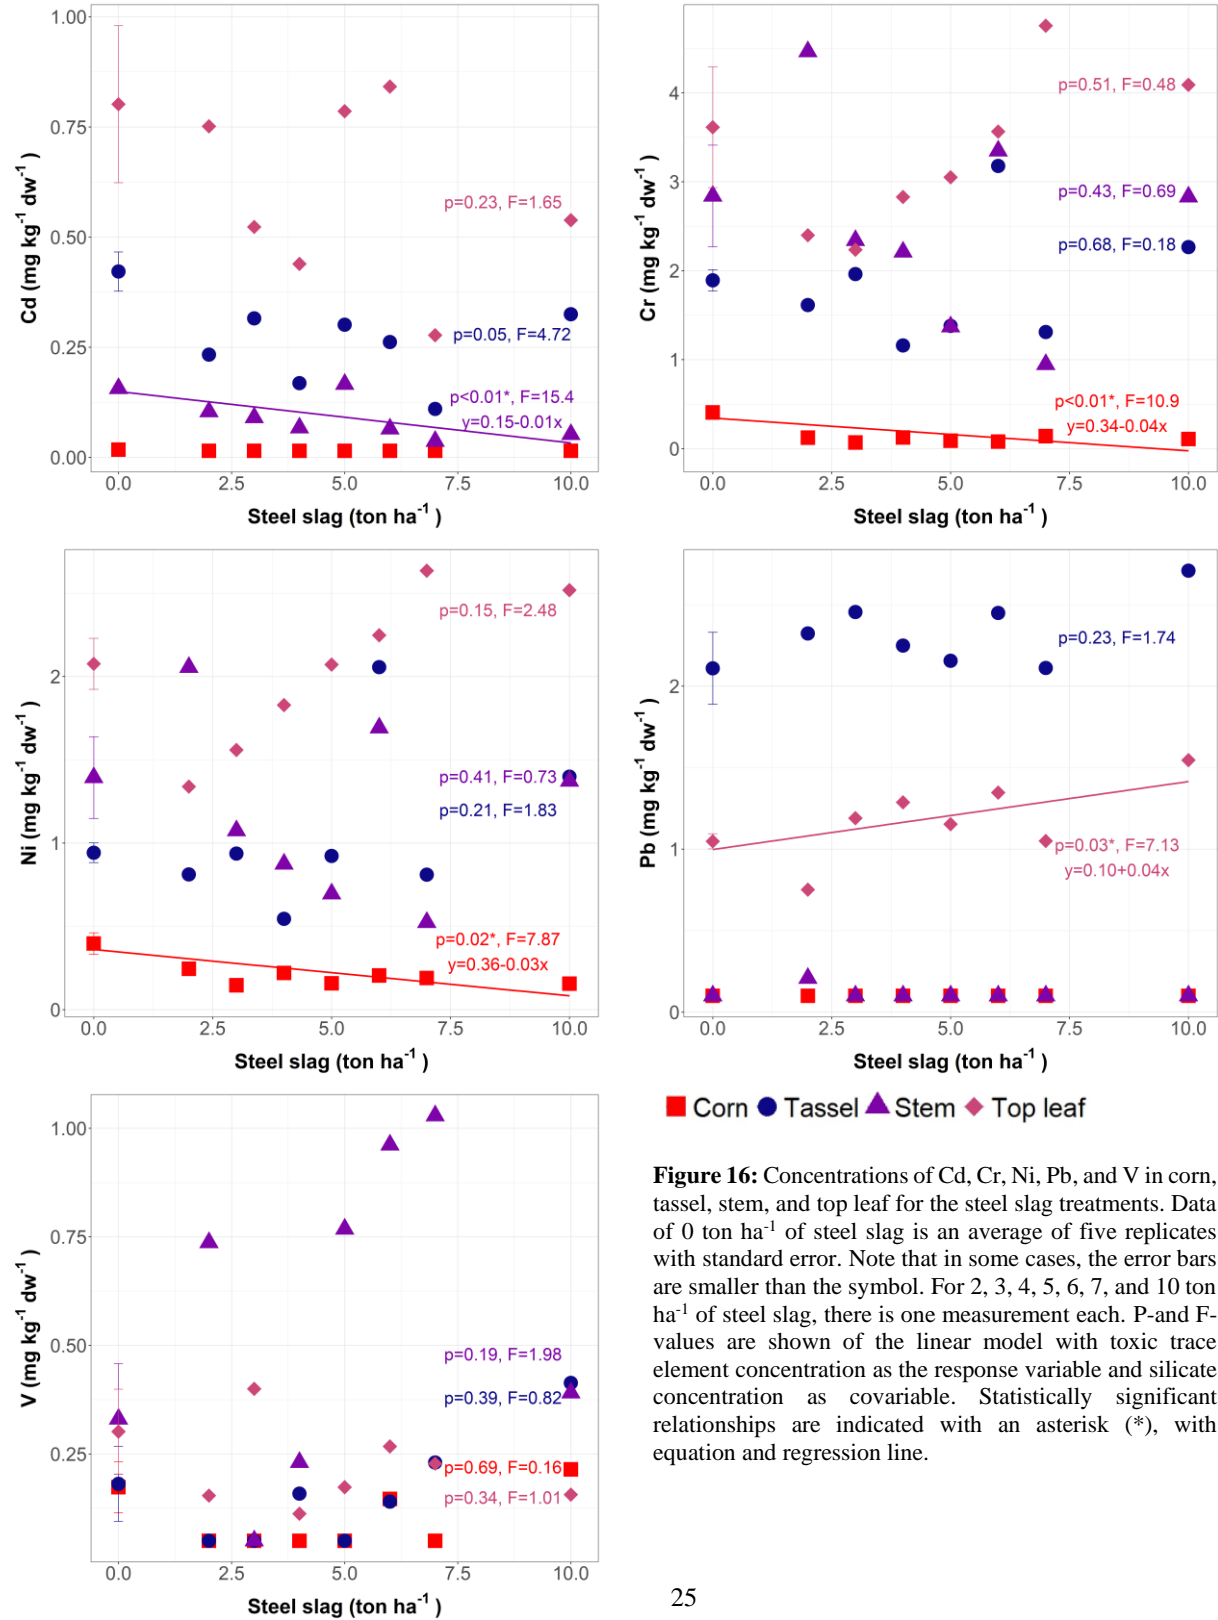 1.00
0.75
0.50
0.25
0.00
Cd (mg kg⁻¹ dw⁻¹ )
p=0.23, F=1.65
p=0.05, F=4.72
p<0.01*, F=15.4
y=0.15-0.01x
0.0 2.5 5.0 7.5 10.0
Steel slag (ton ha⁻¹ )
4
3
2
1
0
Cr (mg kg⁻¹ dw⁻¹ )
p=0.51, F=0.48
p=0.43, F=0.69
p=0.68, F=0.18
p<0.01*, F=10.9
y=0.34-0.04x
0.0 2.5 5.0 7.5 10.0
Steel slag (ton ha⁻¹ )
2
1
0
Ni (mg kg⁻¹ dw⁻¹ )
p=0.15, F=2.48
p=0.41, F=0.73
p=0.21, F=1.83
p=0.02*, F=7.87
y=0.36-0.03x
0.0 2.5 5.0 7.5 10.0
Steel slag (ton ha⁻¹ )
2
1
0
Pb (mg kg⁻¹ dw⁻¹ )
p=0.23, F=1.74
p=0.03*, F=7.13
y=0.10+0.04x
0.0 2.5 5.0 7.5 10.0
Steel slag (ton ha⁻¹ )
Corn Tassel Stem Top leaf
1.00
0.75
0.50
0.25
V (mg kg⁻¹ dw⁻¹ )
p=0.19, F=1.98
p=0.39, F=0.82
p=0.69, F=0.16
p=0.34, F=1.01
0.0 2.5 5.0 7.5 10.0
Steel slag (ton ha⁻¹ )
Figure 16: Concentrations of Cd, Cr, Ni, Pb, and V in corn,
tassel, stem, and top leaf for the steel slag treatments. Data
of 0 ton ha⁻¹ of steel slag is an average of five replicates
with standard error. Note that in some cases, the error bars
are smaller than the symbol. For 2, 3, 4, 5, 6, 7, and 10 ton
ha⁻¹ of steel slag, there is one measurement each. P-and F-
values are shown of the linear model with toxic trace
element concentration as the response variable and silicate
concentration as covariable. Statistically significant
relationships are indicated with an asterisk (*), with
equation and regression line.
25